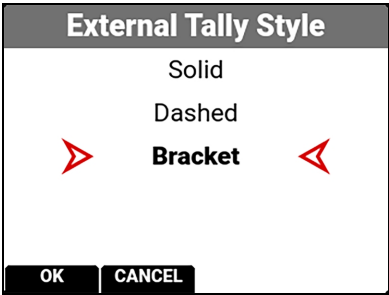 External Tally Style
Solid
Dashed
Bracket
OK CANCEL